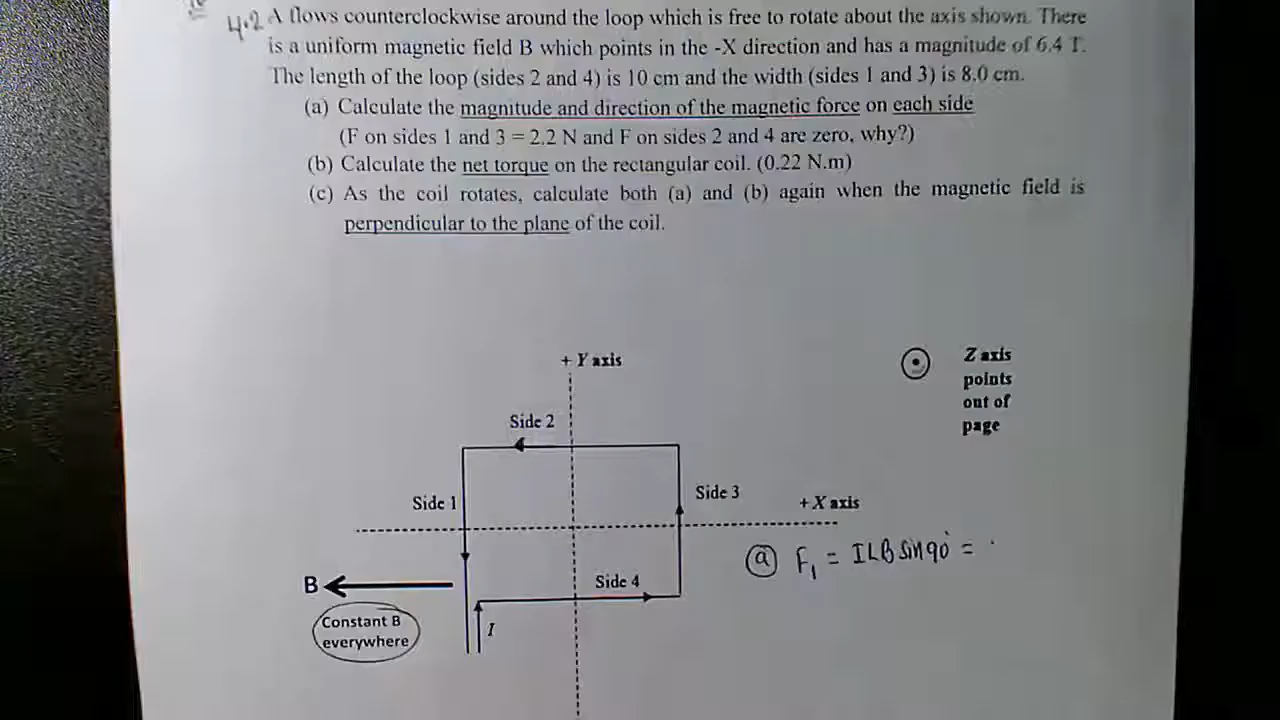 4.2 A flows counterclockwise around the loop which is free to rotate about the axis shown. There
is a uniform magnetic field B which points in the -X direction and has a magnitude of 6.4 T.
The length of the loop (sides 2 and 4) is 10 cm and the width (sides 1 and 3) is 8.0 cm.
(a) Calculate the magnitude and direction of the magnetic force on each side
(F on sides 1 and 3 = 2.2 N and F on sides 2 and 4 are zero, why?)
(b) Calculate the net torque on the rectangular coil. (0.22 N.m)
(c) As the coil rotates, calculate both (a) and (b) again when the magnetic field is
perpendicular to the plane of the coil.
+ Y axis
Z axis
points
out of
page
Side 2
Side 1
Side 3
+ X axis
ⓐ F₁ = ILB sin90° =
B
Side 4
Constant B
everywhere
I